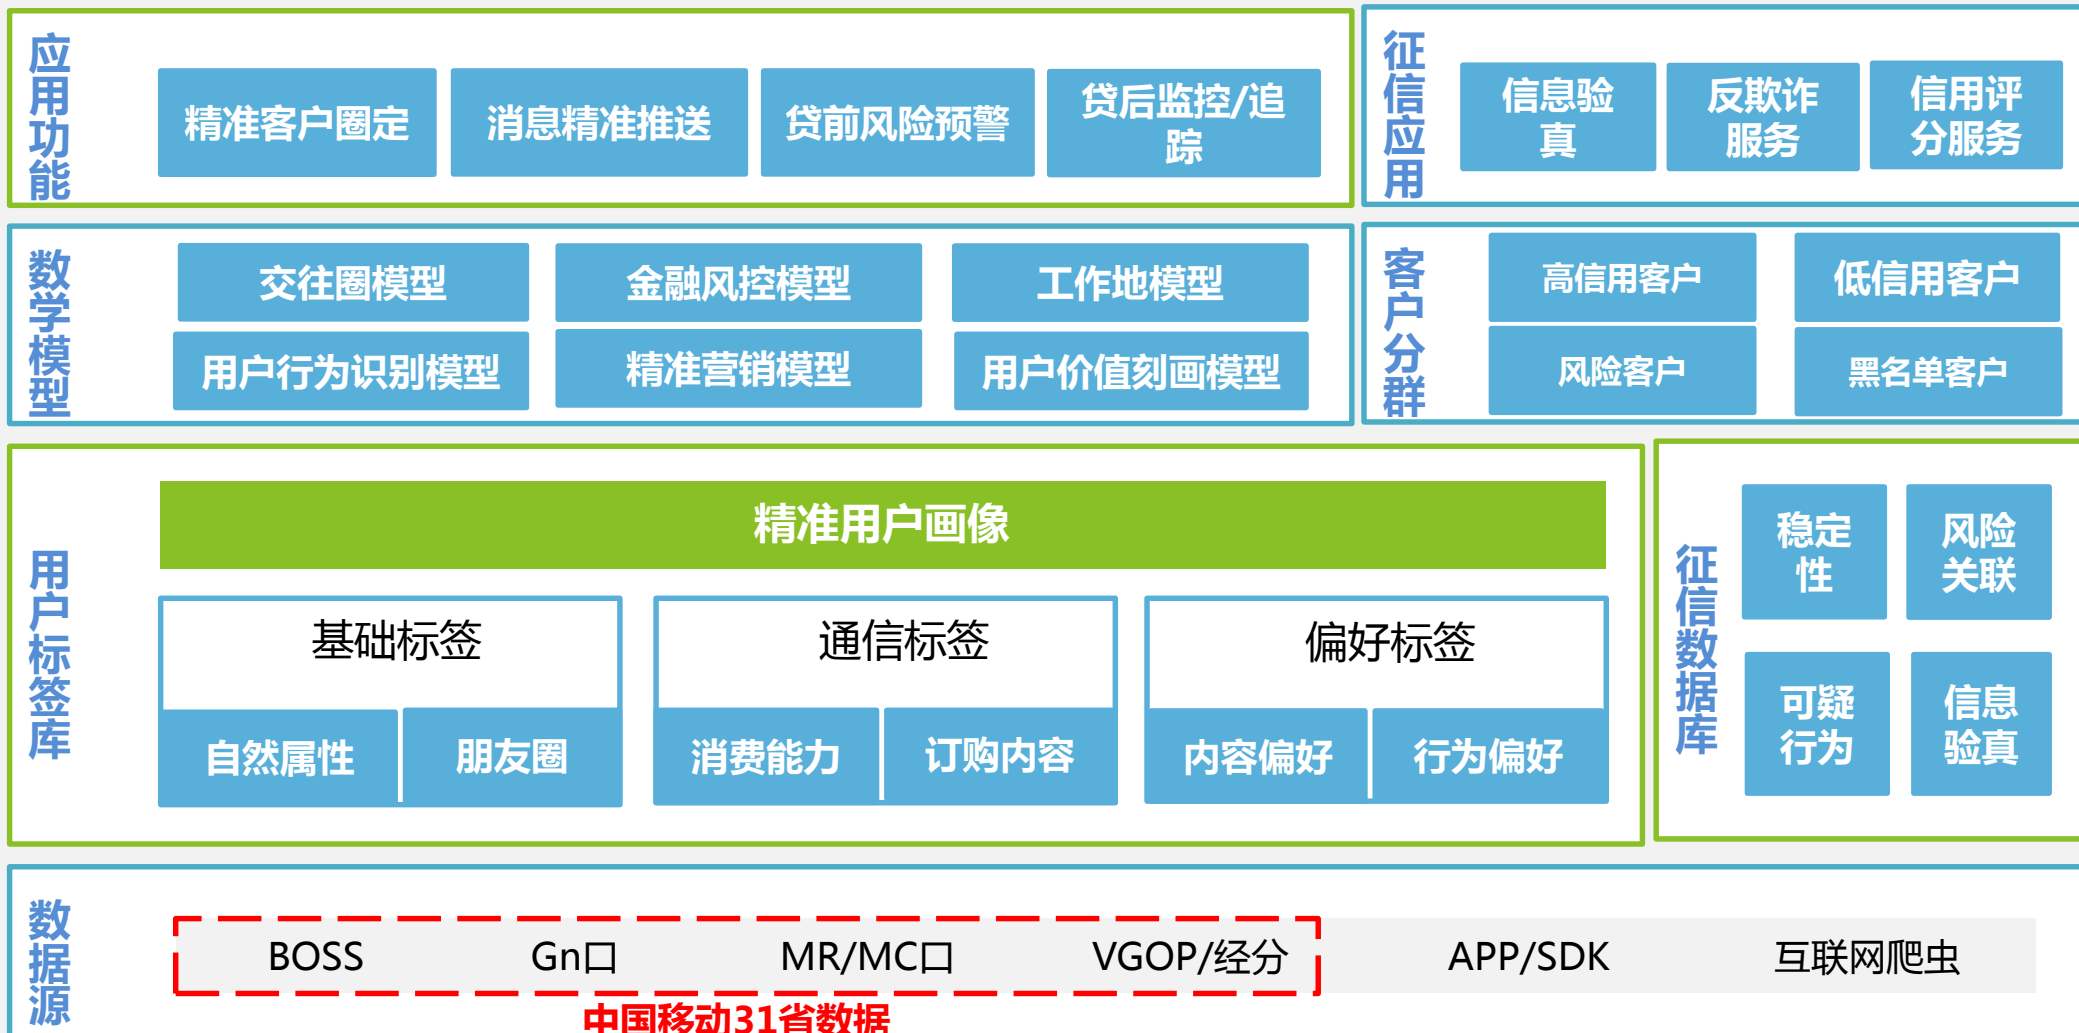 应用功能
精准客户圈定
消息精准推送
贷前风险预警
贷后监控/追
踪
征信应用
信息验
真
反欺诈
服务
信用评
分服务
数学模型
交往圈模型
金融风控模型
工作地模型
用户行为识别模型
精准营销模型
用户价值刻画模型
客户分群
高信用客户
低信用客户
风险客户
黑名单客户
用户标签库
精准用户画像
基础标签
自然属性
朋友圈
通信标签
消费能力
订购内容
偏好标签
内容偏好
行为偏好
征信数据库
稳定
性
风险
关联
可疑
行为
信息
验真
数据源
BOSS
Gn口
MR/MC口
VGOP/经分
APP/SDK
互联网爬虫
中国移动31省数据